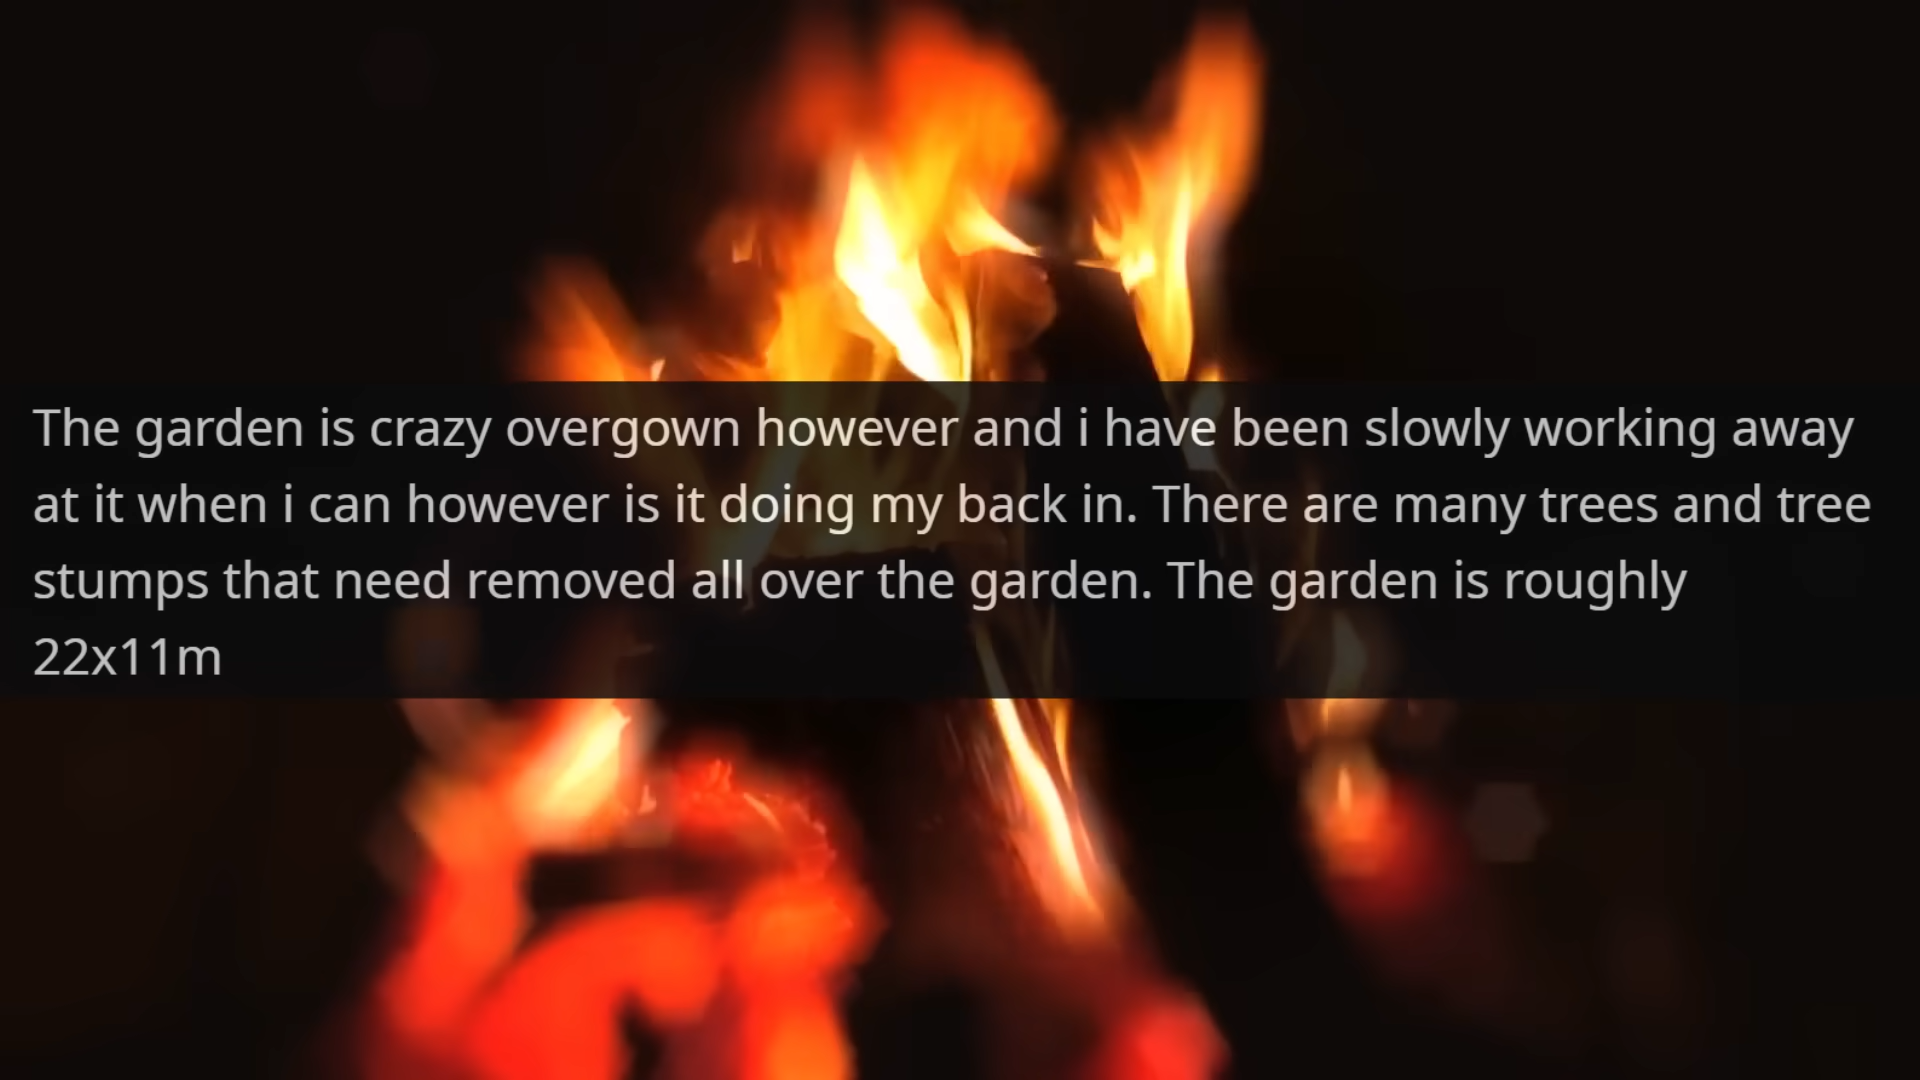 The garden is crazy overgown however and i have been slowly working away
at it when i can however is it doing my back in. There are many trees and tree
stumps that need removed all over the garden. The garden is roughly
22x11m